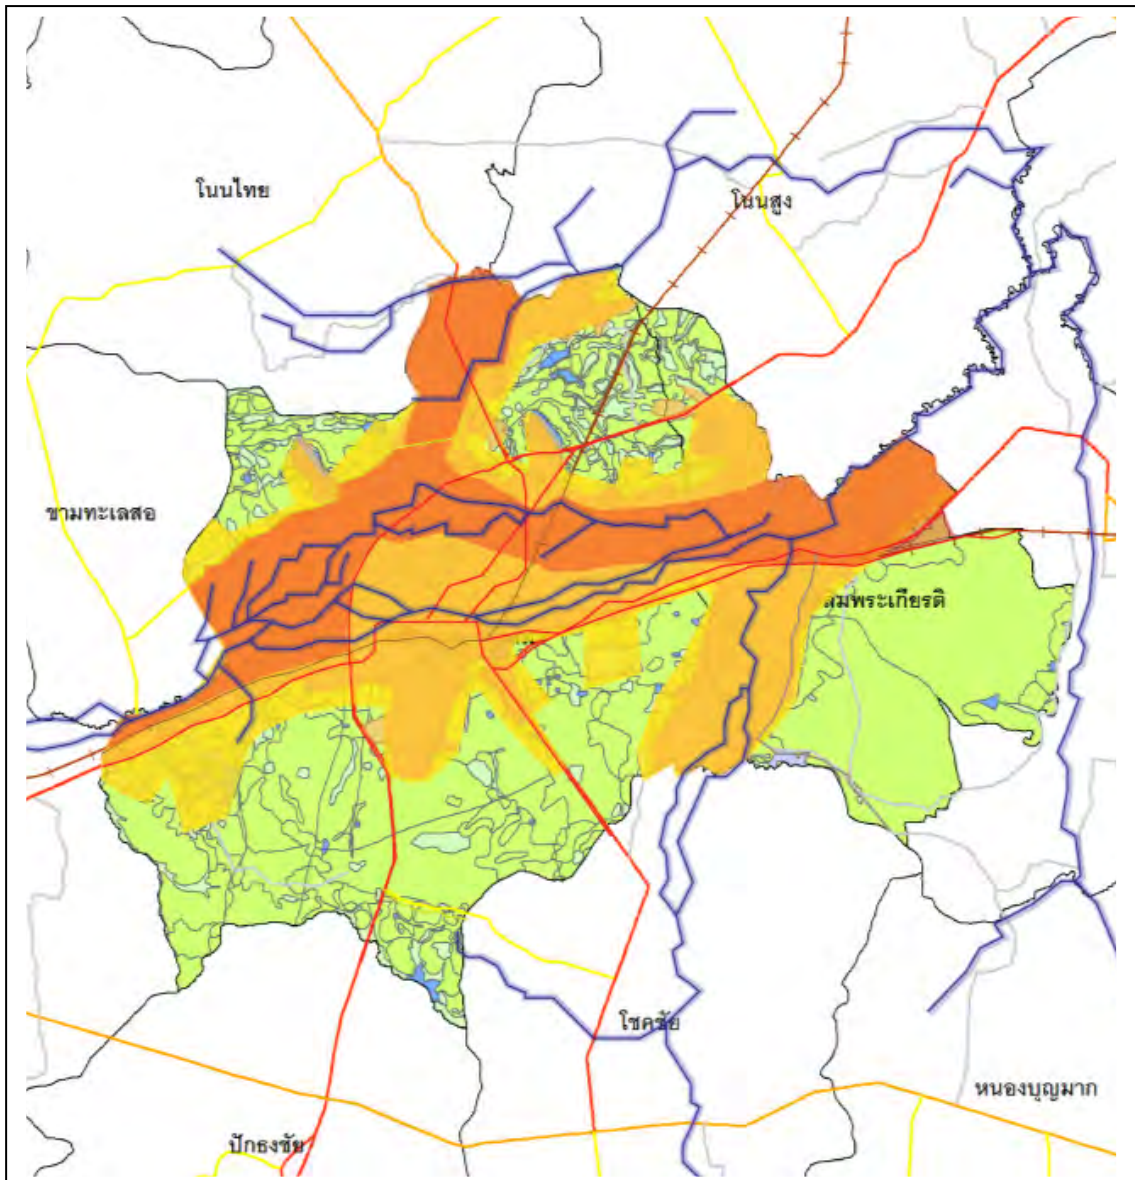 โนนไทย
โนนสูง
ขามทะเลสอ
ลิมพระเกียรติ
โชคชัย
หนองบุญมาก
ปักธงชัย